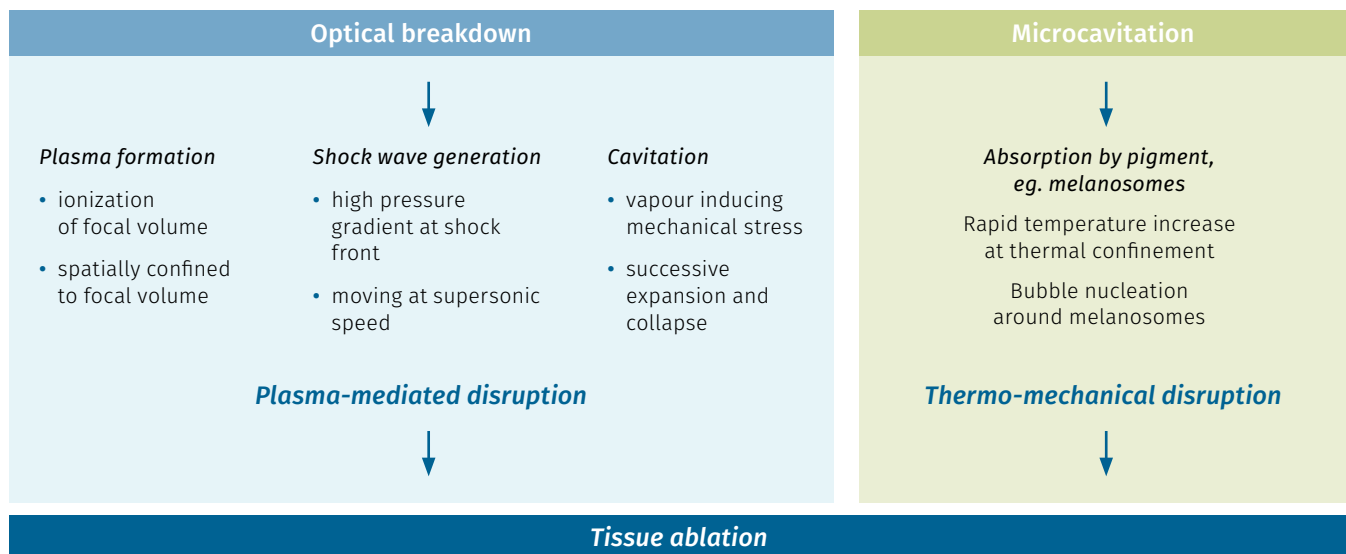 Optical breakdown
Plasma formation
• ionization
of focal volume
• spatially confined
to focal volume
Shock wave generation
• high pressure
gradient at shock
front
• moving at supersonic
speed
Cavitation
• vapour inducing
mechanical stress
• successive
expansion and
collapse
Plasma-mediated disruption
Microcavitation
Absorption by pigment,
eg. melanosomes
Rapid temperature increase
at thermal confinement
Bubble nucleation
around melanosomes
Thermo-mechanical disruption
Tissue ablation